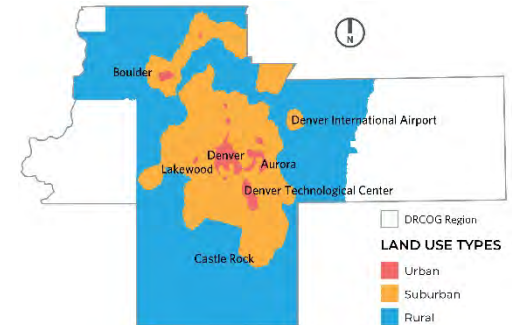 N
Boulder
Denver International Airport
Denver
Aurora
Lakewood
Denver Technological Center
Castle Rock
DRCOG Region
LAND USE TYPES
Urban
Suburban
Rural